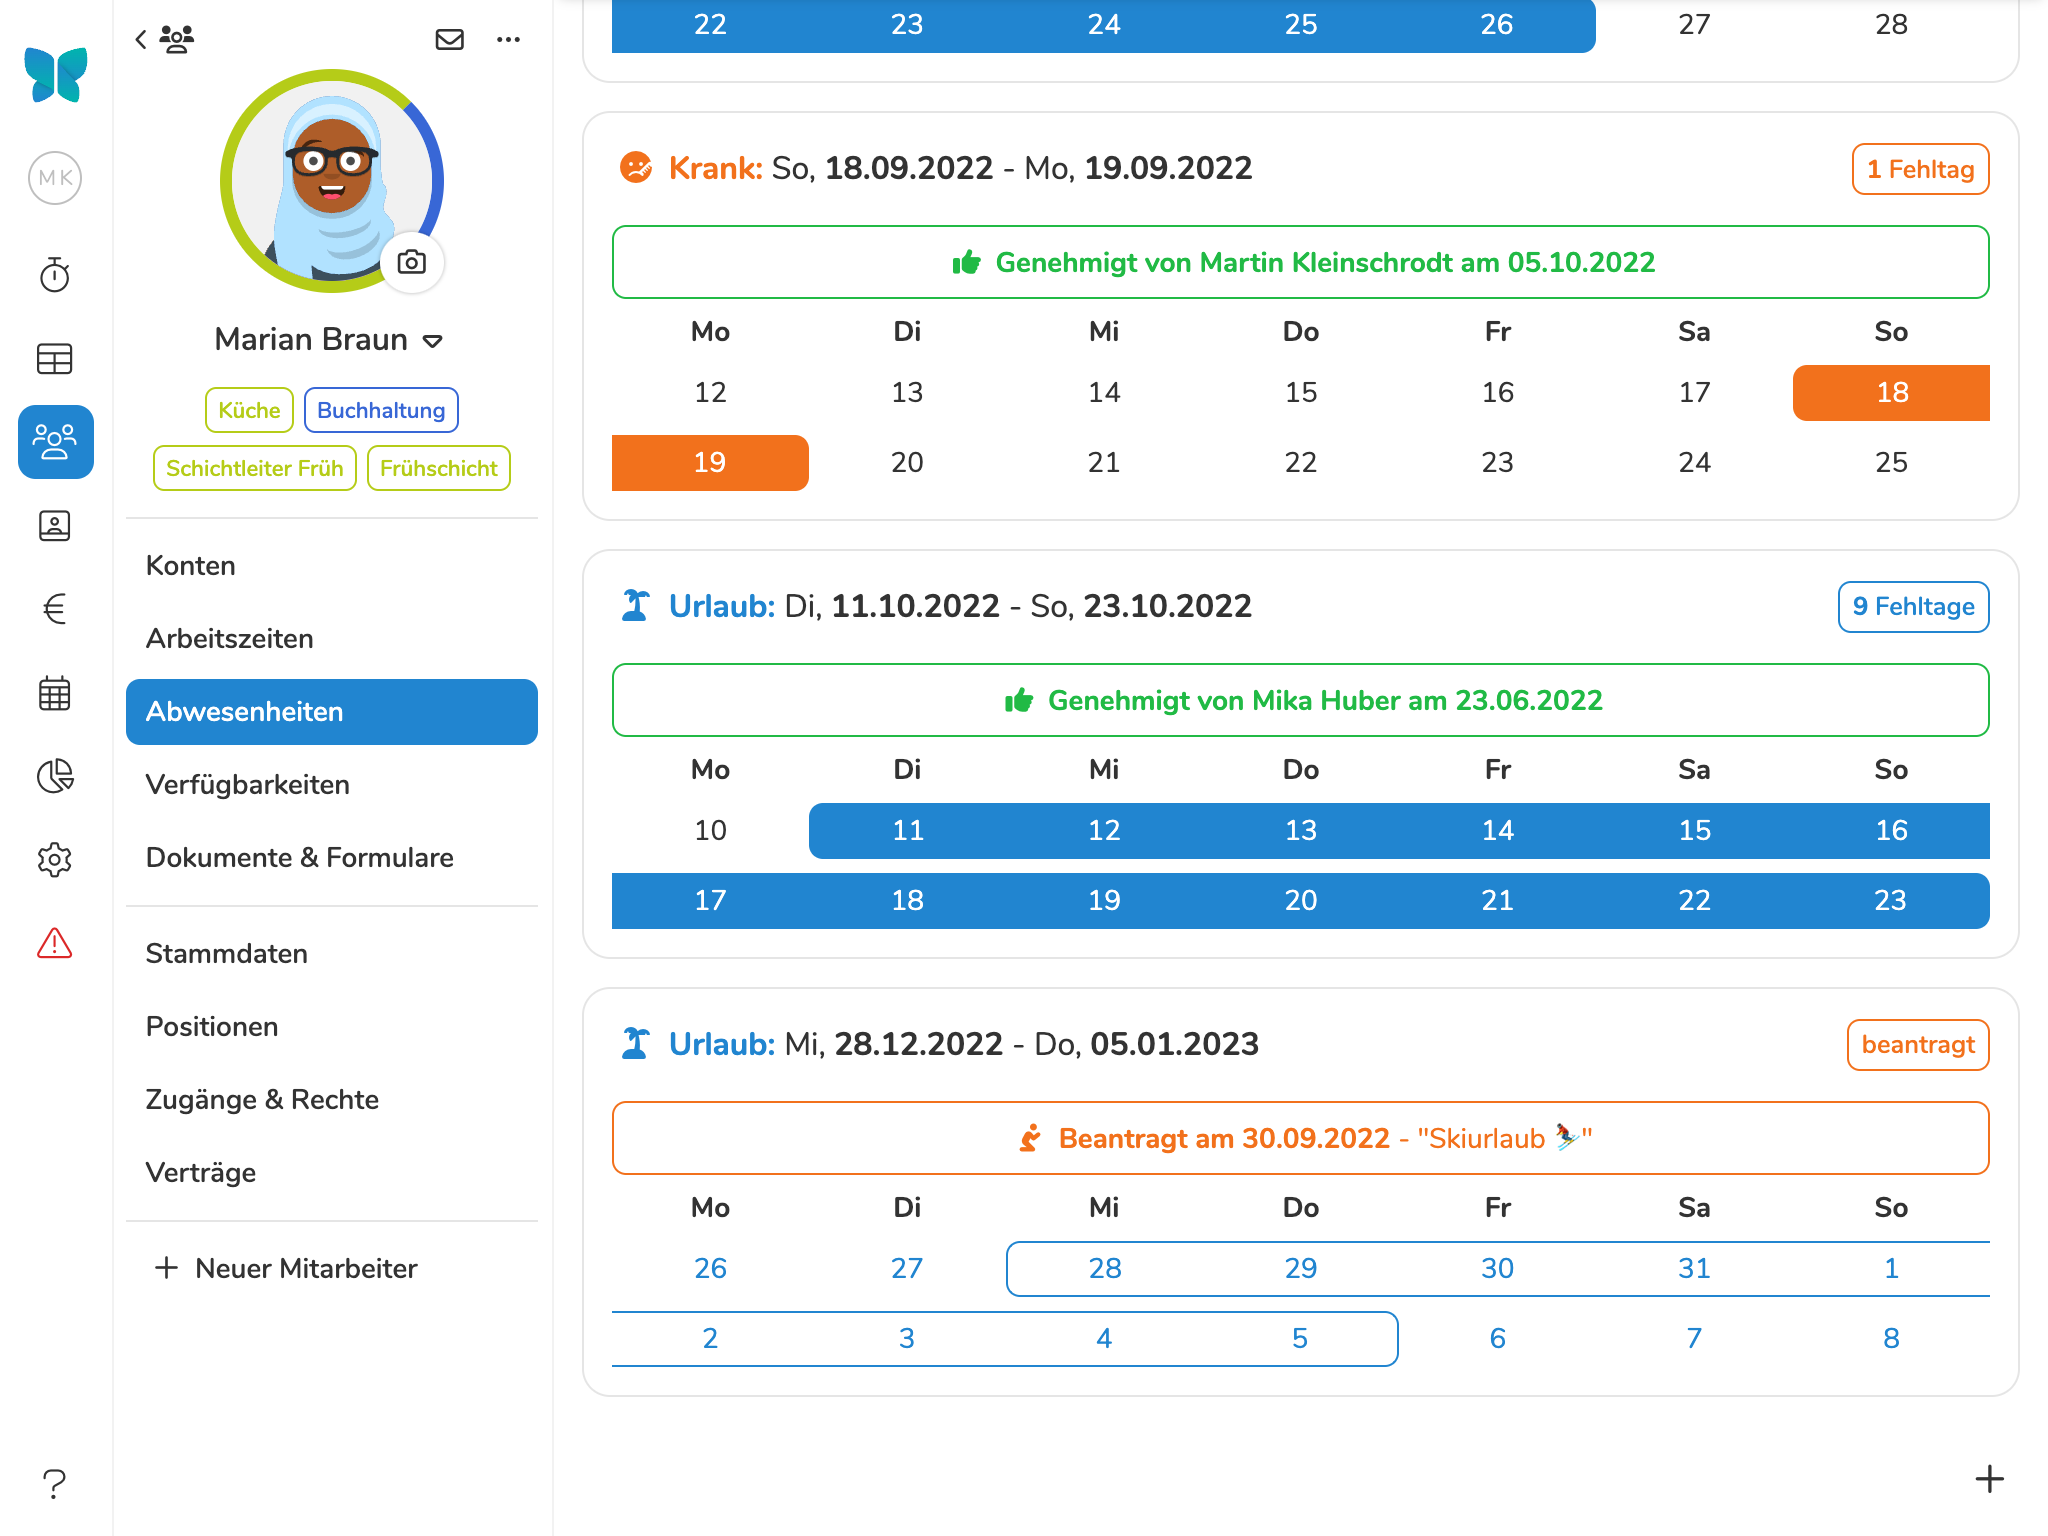 MK
Marian Braun
Küche Buchhaltung
Schichtleiter Früh Frühschicht
Konten
Arbeitszeiten
Abwesenheiten
Verfügbarkeiten
Dokumente & Formulare
Stammdaten
Positionen
Zugänge & Rechte
Verträge
+ Neuer Mitarbeiter
22 23 24 25 26 27 28
Krank: So, 18.09.2022 - Mo, 19.09.2022
1 Fehltag
Genehmigt von Martin Kleinschrodt am 05.10.2022
Mo Di Mi Do Fr Sa So
12 13 14 15 16 17 18
19 20 21 22 23 24 25
Urlaub: Di, 11.10.2022 - So, 23.10.2022
9 Fehltage
Genehmigt von Mika Huber am 23.06.2022
Mo Di Mi Do Fr Sa So
10 11 12 13 14 15 16
17 18 19 20 21 22 23
Urlaub: Mi, 28.12.2022 - Do, 05.01.2023
beantragt
Beantragt am 30.09.2022 - "Skiurlaub ⛷️"
Mo Di Mi Do Fr Sa So
26 27 28 29 30 31 1
2 3 4 5 6 7 8